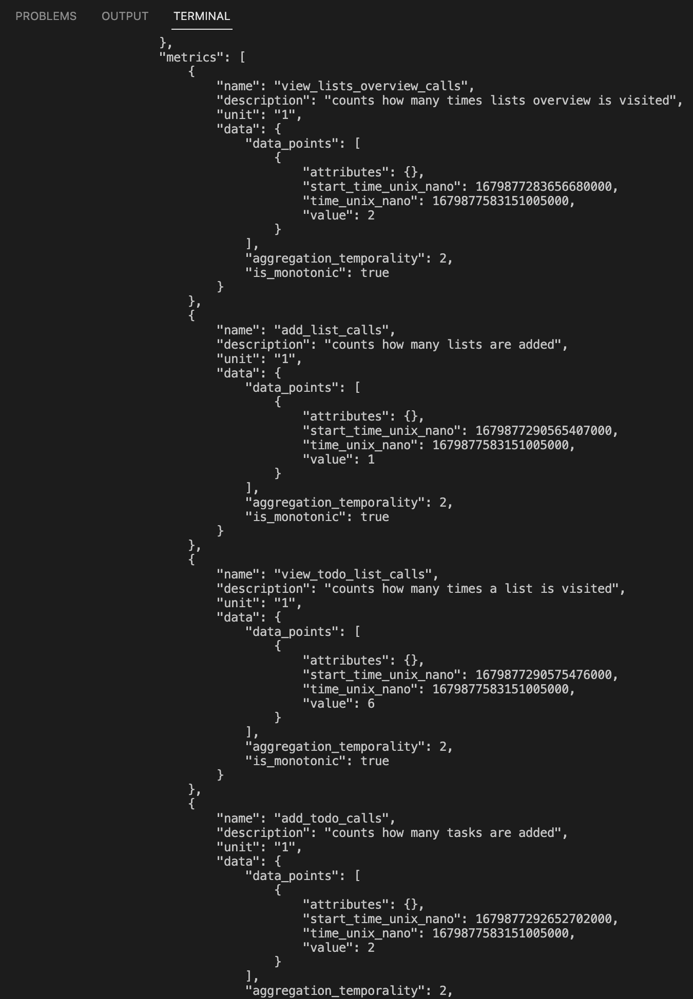 PROBLEMS OUTPUT TERMINAL
},
"metrics": [
{
"name": "view_lists_overview_calls",
"description": "counts how many times lists overview is visited",
"unit": "1",
"data": {
"data_points": [
{
"attributes": {},
"start_time_unix_nano": 1679877283656680000,
"time_unix_nano": 1679877583151005000,
"value": 2
}
],
"aggregation_temporality": 2,
"is_monotonic": true
}
},
{
"name": "add_list_calls",
"description": "counts how many lists are added",
"unit": "1",
"data": {
"data_points": [
{
"attributes": {},
"start_time_unix_nano": 1679877290565407000,
"time_unix_nano": 1679877583151005000,
"value": 1
}
],
"aggregation_temporality": 2,
"is_monotonic": true
}
},
{
"name": "view_todo_list_calls",
"description": "counts how many times a list is visited",
"unit": "1",
"data": {
"data_points": [
{
"attributes": {},
"start_time_unix_nano": 1679877290575476000,
"time_unix_nano": 1679877583151005000,
"value": 6
}
],
"aggregation_temporality": 2,
"is_monotonic": true
}
},
{
"name": "add_todo_calls",
"description": "counts how many tasks are added",
"unit": "1",
"data": {
"data_points": [
{
"attributes": {},
"start_time_unix_nano": 1679877292652702000,
"time_unix_nano": 1679877583151005000,
"value": 2
}
],
"aggregation_temporality": 2,